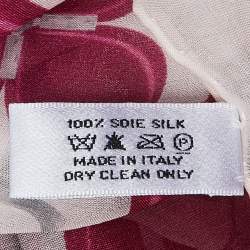 100% SOIE SILK
P
MADE IN ITALY
DRY CLEAN ONLY